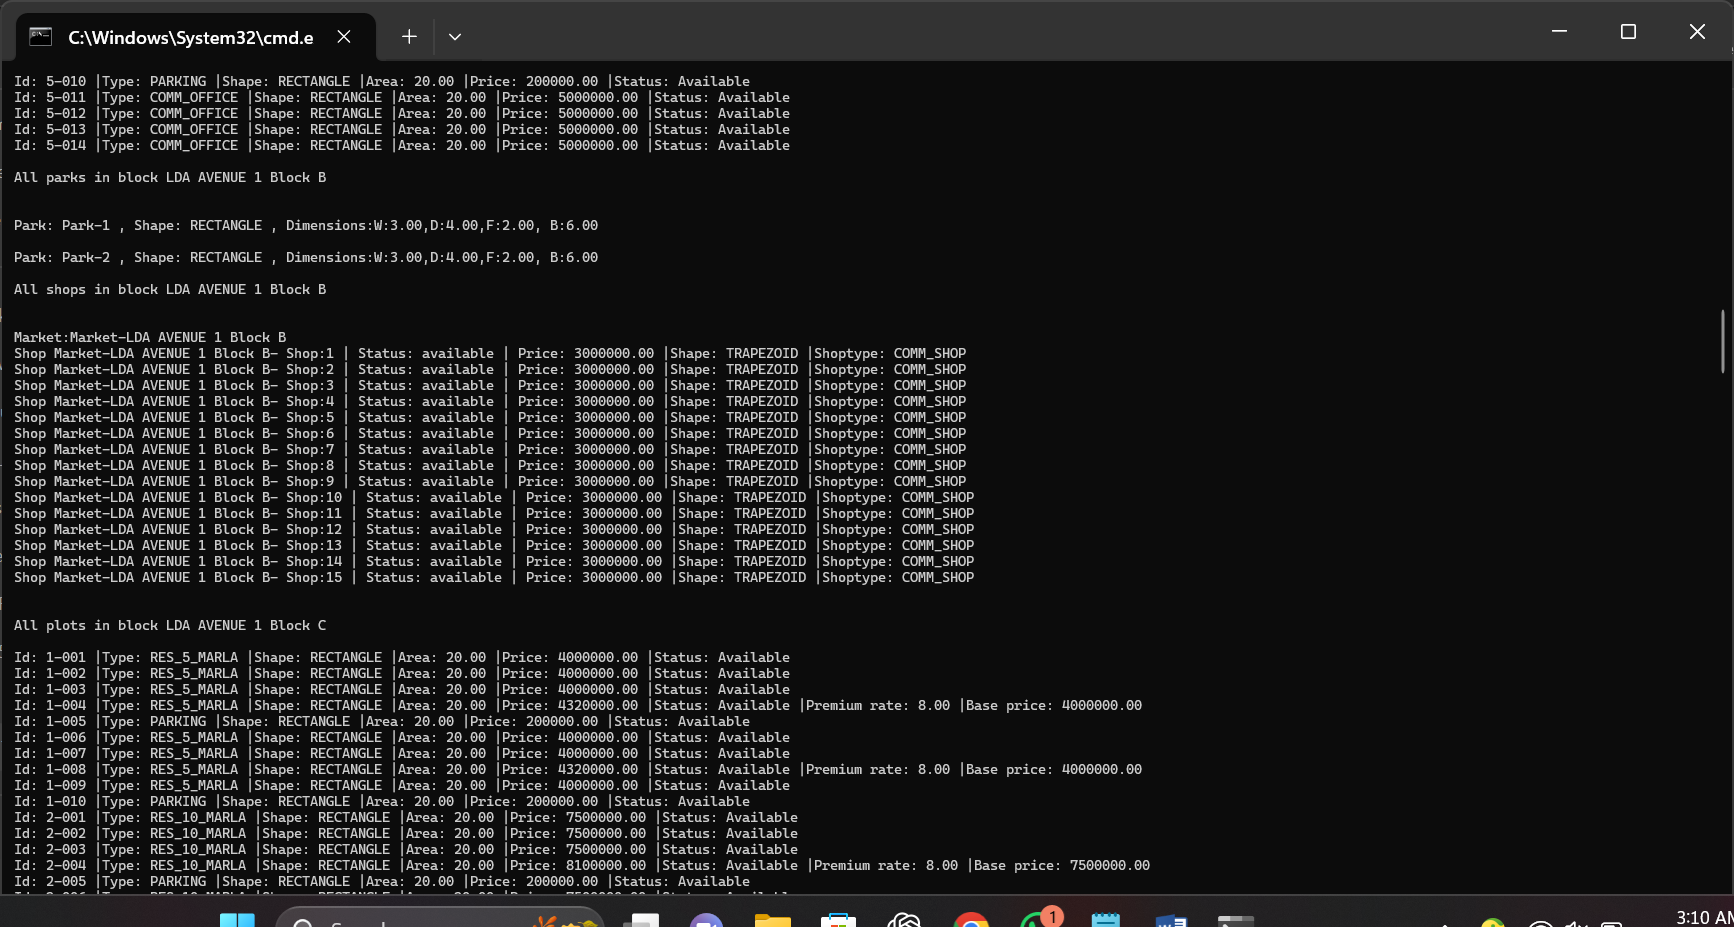 C:\Windows\System32\cmd.e
Id: 5-010 |Type: PARKING |Shape: RECTANGLE |Area: 20.00 |Price: 200000.00 |Status: Available
Id: 5-011 |Type: COMM_OFFICE |Shape: RECTANGLE |Area: 20.00 |Price: 5000000.00 |Status: Available
Id: 5-012 |Type: COMM_OFFICE |Shape: RECTANGLE |Area: 20.00 |Price: 5000000.00 |Status: Available
Id: 5-013 |Type: COMM_OFFICE |Shape: RECTANGLE |Area: 20.00 |Price: 5000000.00 |Status: Available
Id: 5-014 |Type: COMM_OFFICE |Shape: RECTANGLE |Area: 20.00 |Price: 5000000.00 |Status: Available
All parks in block LDA AVENUE 1 Block B
Park: Park-1 , Shape: RECTANGLE , Dimensions:W:3.00,D:4.00,F:2.00, B:6.00
Park: Park-2 , Shape: RECTANGLE , Dimensions:W:3.00,D:4.00,F:2.00, B:6.00
All shops in block LDA AVENUE 1 Block B
Market:Market-LDA AVENUE 1 Block B
Shop Market-LDA AVENUE 1 Block B- Shop:1 | Status: available | Price: 3000000.00 |Shape: TRAPEZOID |Shoptype: COMM_SHOP
Shop Market-LDA AVENUE 1 Block B- Shop:2 | Status: available | Price: 3000000.00 |Shape: TRAPEZOID |Shoptype: COMM_SHOP
Shop Market-LDA AVENUE 1 Block B- Shop:3 | Status: available | Price: 3000000.00 |Shape: TRAPEZOID |Shoptype: COMM_SHOP
Shop Market-LDA AVENUE 1 Block B- Shop:4 | Status: available | Price: 3000000.00 |Shape: TRAPEZOID |Shoptype: COMM_SHOP
Shop Market-LDA AVENUE 1 Block B- Shop:5 | Status: available | Price: 3000000.00 |Shape: TRAPEZOID |Shoptype: COMM_SHOP
Shop Market-LDA AVENUE 1 Block B- Shop:6 | Status: available | Price: 3000000.00 |Shape: TRAPEZOID |Shoptype: COMM_SHOP
Shop Market-LDA AVENUE 1 Block B- Shop:7 | Status: available | Price: 3000000.00 |Shape: TRAPEZOID |Shoptype: COMM_SHOP
Shop Market-LDA AVENUE 1 Block B- Shop:8 | Status: available | Price: 3000000.00 |Shape: TRAPEZOID |Shoptype: COMM_SHOP
Shop Market-LDA AVENUE 1 Block B- Shop:9 | Status: available | Price: 3000000.00 |Shape: TRAPEZOID |Shoptype: COMM_SHOP
Shop Market-LDA AVENUE 1 Block B- Shop:10 | Status: available | Price: 3000000.00 |Shape: TRAPEZOID |Shoptype: COMM_SHOP
Shop Market-LDA AVENUE 1 Block B- Shop:11 | Status: available | Price: 3000000.00 |Shape: TRAPEZOID |Shoptype: COMM_SHOP
Shop Market-LDA AVENUE 1 Block B- Shop:12 | Status: available | Price: 3000000.00 |Shape: TRAPEZOID |Shoptype: COMM_SHOP
Shop Market-LDA AVENUE 1 Block B- Shop:13 | Status: available | Price: 3000000.00 |Shape: TRAPEZOID |Shoptype: COMM_SHOP
Shop Market-LDA AVENUE 1 Block B- Shop:14 | Status: available | Price: 3000000.00 |Shape: TRAPEZOID |Shoptype: COMM_SHOP
Shop Market-LDA AVENUE 1 Block B- Shop:15 | Status: available | Price: 3000000.00 |Shape: TRAPEZOID |Shoptype: COMM_SHOP
All plots in block LDA AVENUE 1 Block C
Id: 1-001 |Type: RES_5_MARLA |Shape: RECTANGLE |Area: 20.00 |Price: 4000000.00 |Status: Available
Id: 1-002 |Type: RES_5_MARLA |Shape: RECTANGLE |Area: 20.00 |Price: 4000000.00 |Status: Available
Id: 1-003 |Type: RES_5_MARLA |Shape: RECTANGLE |Area: 20.00 |Price: 4000000.00 |Status: Available
Id: 1-004 |Type: RES_5_MARLA |Shape: RECTANGLE |Area: 20.00 |Price: 4320000.00 |Status: Available |Premium rate: 8.00 |Base price: 4000000.00
Id: 1-005 |Type: PARKING |Shape: RECTANGLE |Area: 20.00 |Price: 200000.00 |Status: Available
Id: 1-006 |Type: RES_5_MARLA |Shape: RECTANGLE |Area: 20.00 |Price: 4000000.00 |Status: Available
Id: 1-007 |Type: RES_5_MARLA |Shape: RECTANGLE |Area: 20.00 |Price: 4000000.00 |Status: Available
Id: 1-008 |Type: RES_5_MARLA |Shape: RECTANGLE |Area: 20.00 |Price: 4320000.00 |Status: Available |Premium rate: 8.00 |Base price: 4000000.00
Id: 1-009 |Type: RES_5_MARLA |Shape: RECTANGLE |Area: 20.00 |Price: 4000000.00 |Status: Available
Id: 1-010 |Type: PARKING |Shape: RECTANGLE |Area: 20.00 |Price: 200000.00 |Status: Available
Id: 2-001 |Type: RES_10_MARLA |Shape: RECTANGLE |Area: 20.00 |Price: 7500000.00 |Status: Available
Id: 2-002 |Type: RES_10_MARLA |Shape: RECTANGLE |Area: 20.00 |Price: 7500000.00 |Status: Available
Id: 2-003 |Type: RES_10_MARLA |Shape: RECTANGLE |Area: 20.00 |Price: 7500000.00 |Status: Available
Id: 2-004 |Type: RES_10_MARLA |Shape: RECTANGLE |Area: 20.00 |Price: 8100000.00 |Status: Available |Premium rate: 8.00 |Base price: 7500000.00
Id: 2-005 |Type: PARKING |Shape: RECTANGLE |Area: 20.00 |Price: 200000.00 |Status: Available
1
3:10 AM